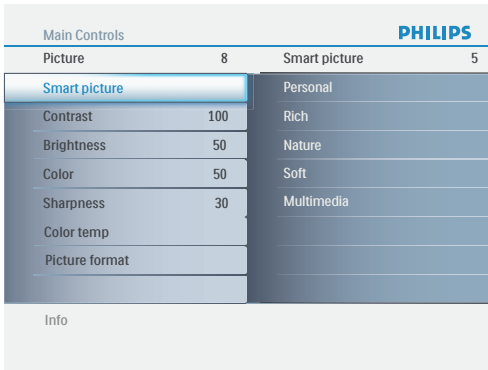 Main Controls
PHILIPS
Picture 8
Smart picture 5
Smart picture
Personal
Contrast 100
Rich
Brightness 50
Nature
Color 50
Soft
Sharpness 30
Multimedia
Color temp
Picture format
Info